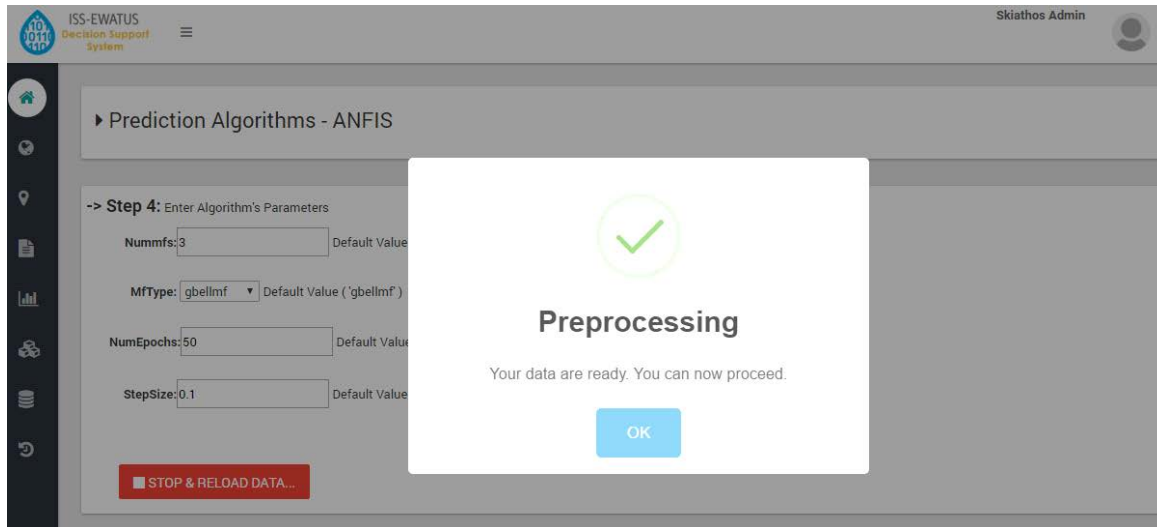 ISS-EWATUS
Decision Support
System
Skiathos Admin
Prediction Algorithms - ANFIS
-> Step 4: Enter Algorithm's Parameters
Nummfs: 3 Default Value
MfType: gbellmf Default Value ( 'gbellmf' )
NumEpochs: 50 Default Value
StepSize: 0.1 Default Value
STOP & RELOAD DATA...
Preprocessing
Your data are ready. You can now proceed.
OK